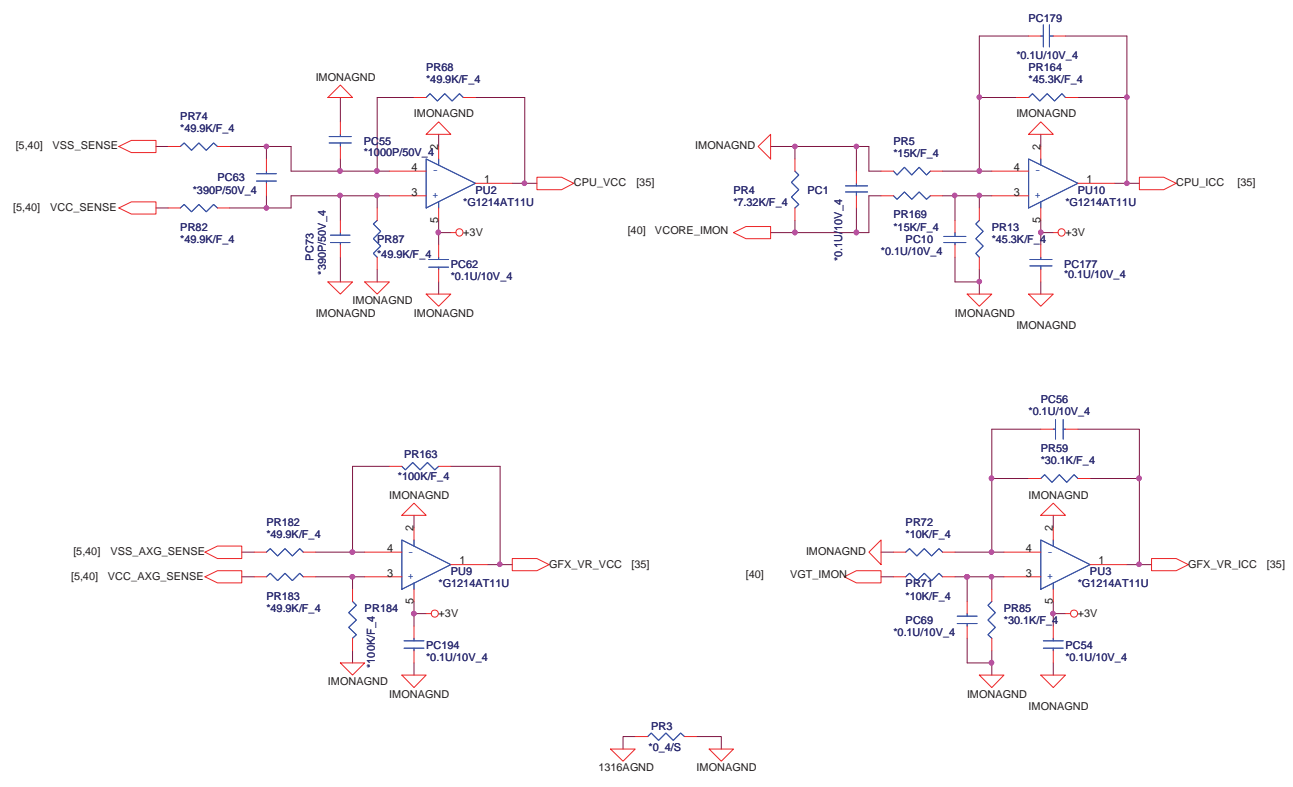 IMONAGND
PR68
*49.9K/F_4
IMONAGND
PR74
*49.9K/F_4
[5,40] VSS_SENSE
PC55
*1000P/50V_4
PC63
*390P/50V_4
2
4
-
3
+
1
5
PU2
*G1214AT11U
CPU_VCC [35]
[5,40] VCC_SENSE
PR82
*49.9K/F_4
PC73
*390P/50V_4
PR87
*49.9K/F_4
+3V
PC62
*0.1U/10V_4
IMONAGND
IMONAGND
IMONAGND
PC179
*0.1U/10V_4
PR164
*45.3K/F_4
IMONAGND
IMONAGND
PR5
*15K/F_4
PR4
7.32K/F_4
PC1
*0.1U/10V_4
2
4
-
3
+
1
5
PU10
*G1214AT11U
CPU_ICC [35]
[40] VCORE_IMON
PR169
*15K/F_4
PC10
*0.1U/10V_4
PR13
*45.3K/F_4
+3V
PC177
*0.1U/10V_4
IMONAGND
IMONAGND
PR163
*100K/F_4
IMONAGND
PR182
*49.9K/F_4
[5,40] VSS_AXG_SENSE
[5,40] VCC_AXG_SENSE
PR183
*49.9K/F_4
2
4
-
3
+
1
5
PU9
*G1214AT11U
GFX_VR_VCC [35]
PR184
*100K/F_4
+3V
PC194
*0.1U/10V_4
IMONAGND
IMONAGND
PC56
*0.1U/10V_4
PR59
*30.1K/F_4
IMONAGND
PR72
*10K/F_4
IMONAGND
[40] VGT_IMON
PR71
*10K/F_4
2
4
-
3
+
1
5
PU3
*G1214AT11U
GFX_VR_ICC [35]
PC69
*0.1U/10V_4
PR85
*30.1K/F_4
+3V
PC54
*0.1U/10V_4
IMONAGND
IMONAGND
PR3
*0_4/S
1316AGND
IMONAGND